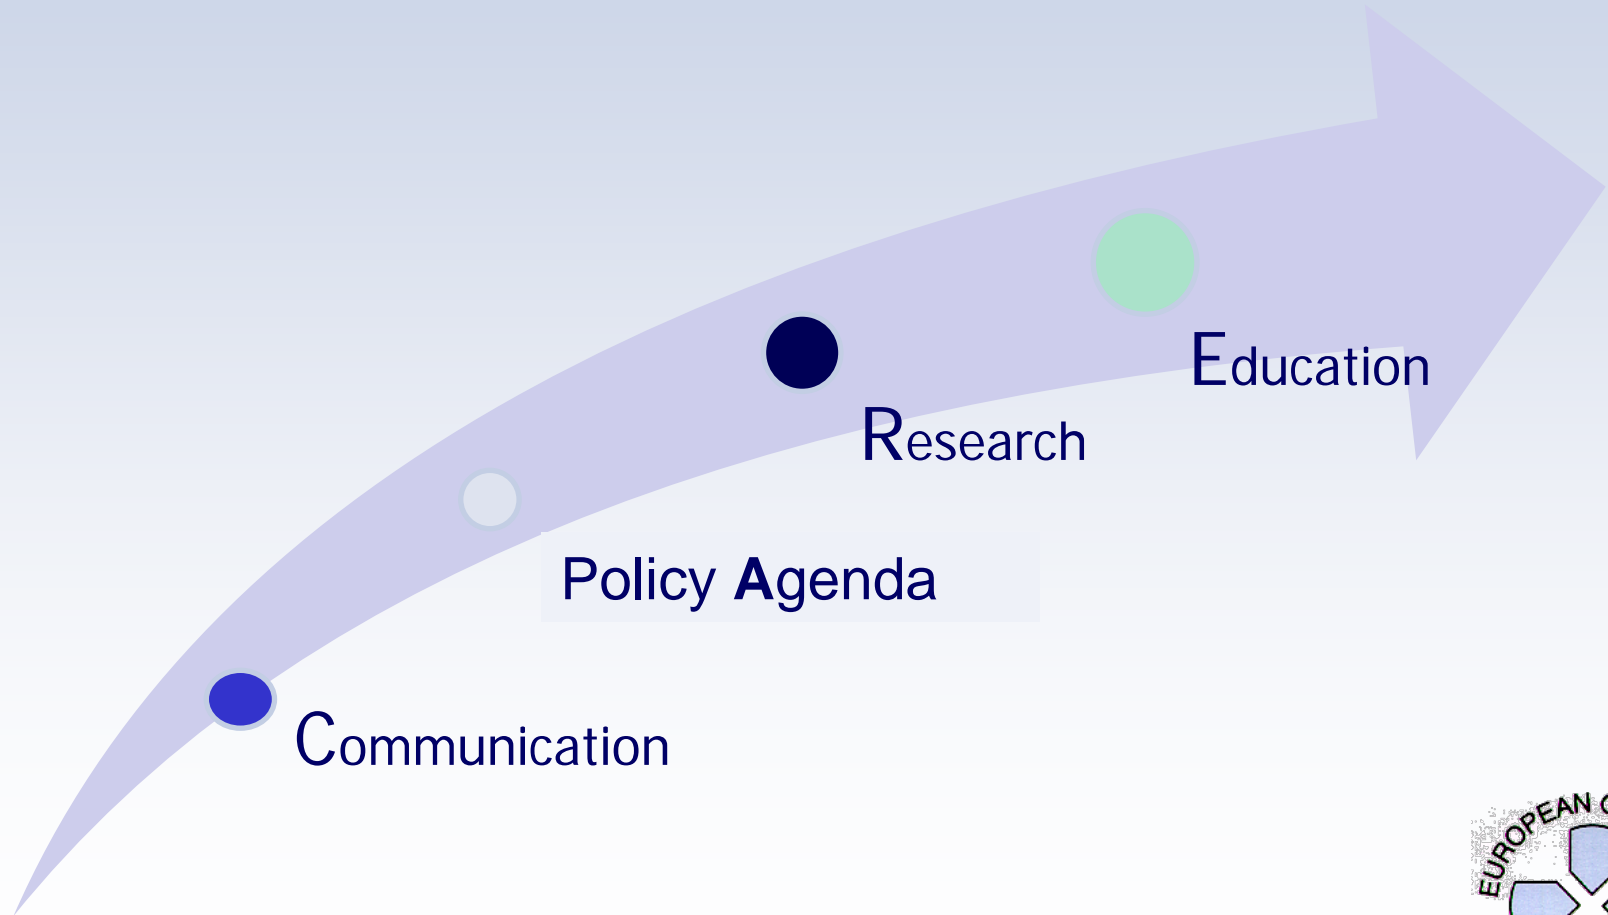 Education
Research
Policy Agenda
Communication
EUROPEAN